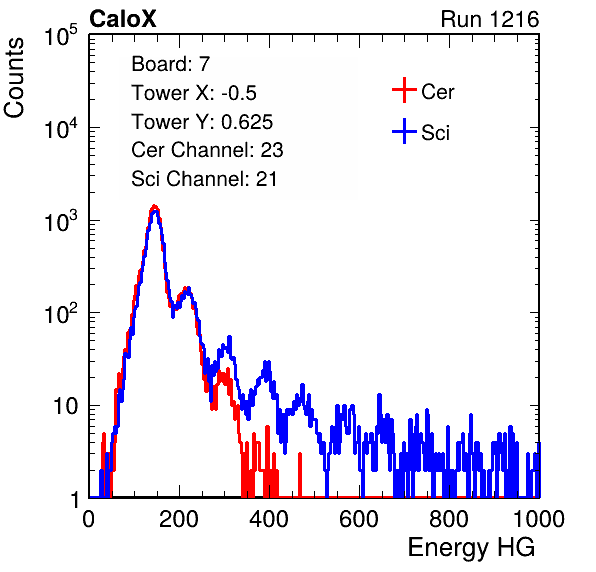 CaloX Run 1216
Counts
10^5
10^4
10^3
10^2
10
1
Board: 7
Tower X: -0.5
Tower Y: 0.625
Cer Channel: 23
Sci Channel: 21
Cer
Sci
0 200 400 600 800 1000
Energy HG